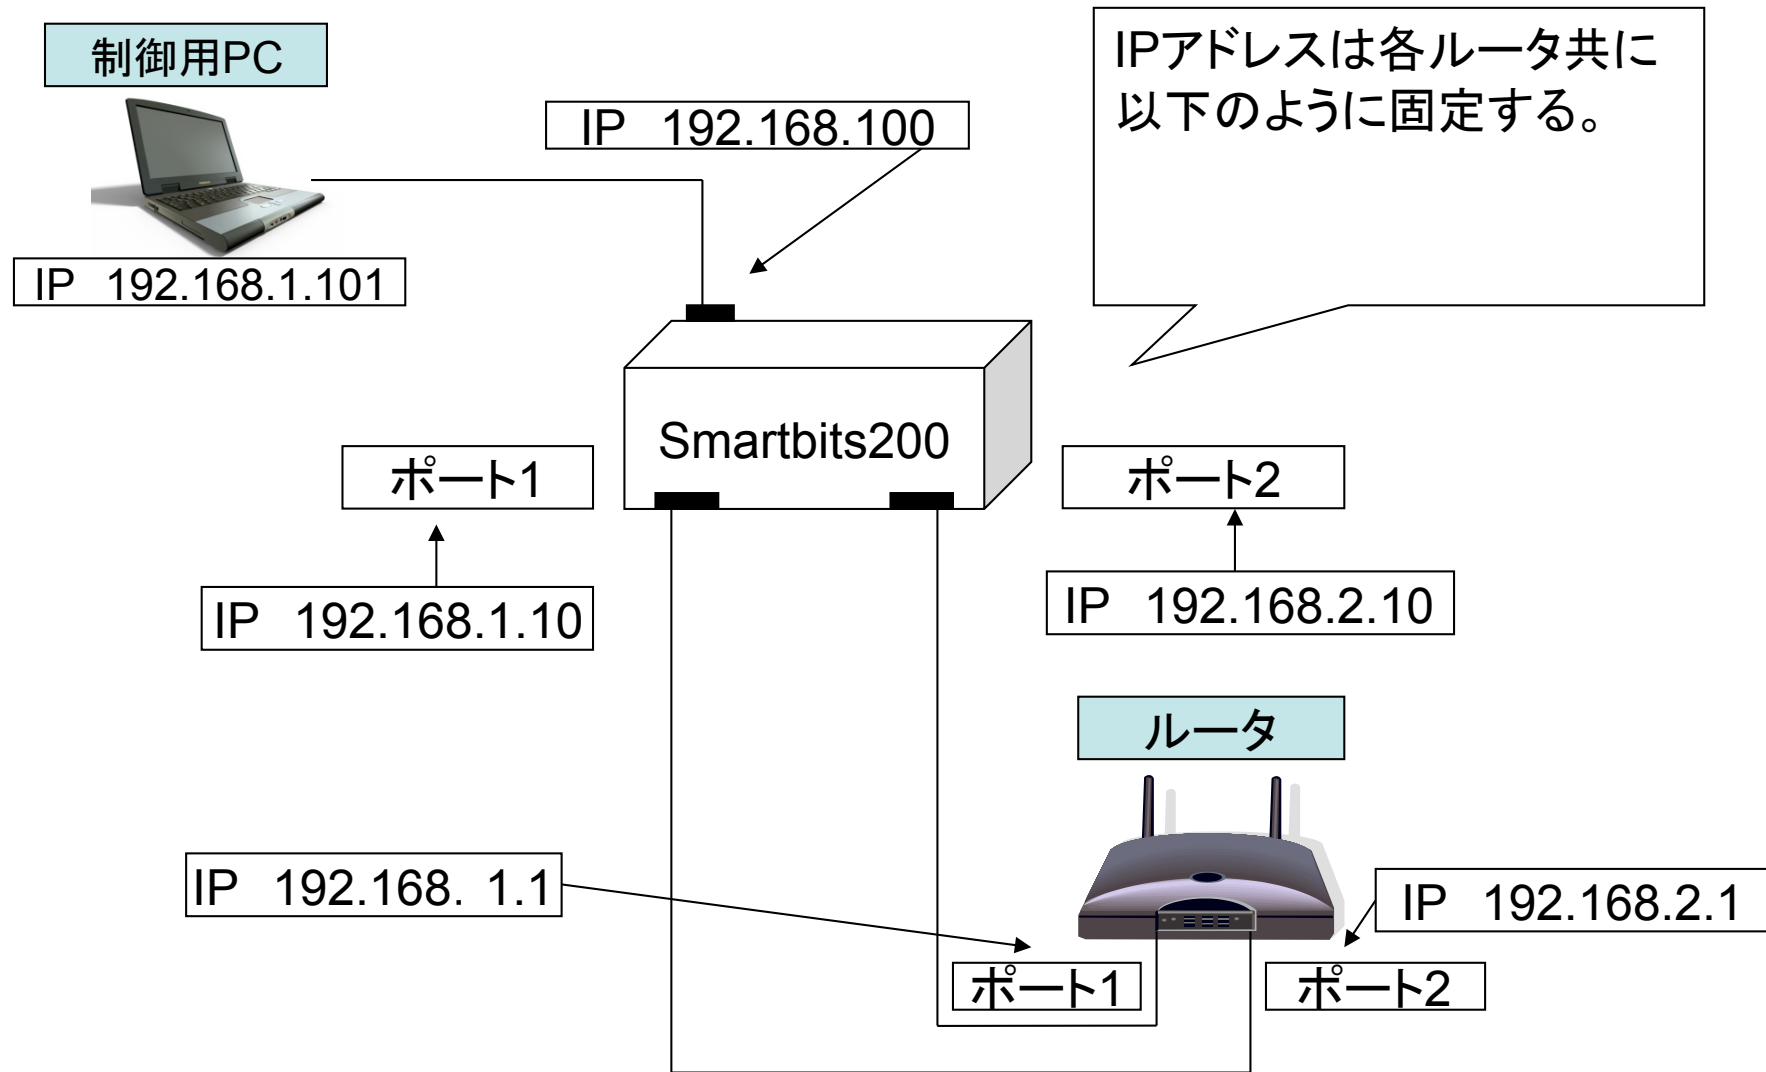 制御用PC
IPアドレスは各ルータ共に
以下のように固定する。
IP 192.168.100
IP 192.168.1.101
Smartbits200
ポート1
ポート2
IP 192.168.1.10
IP 192.168.2.10
ルータ
IP 192.168. 1.1
IP 192.168.2.1
ポート1
ポート2